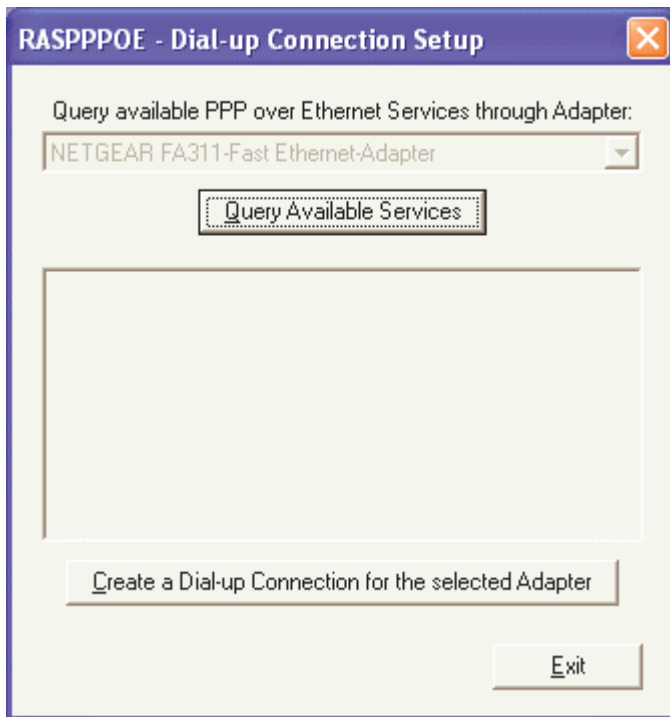 RASPPPOE - Dial-up Connection Setup
Query available PPP over Ethernet Services through Adapter:
NETGEAR FA311-Fast Ethernet-Adapter
Query Available Services
Create a Dial-up Connection for the selected Adapter
Exit